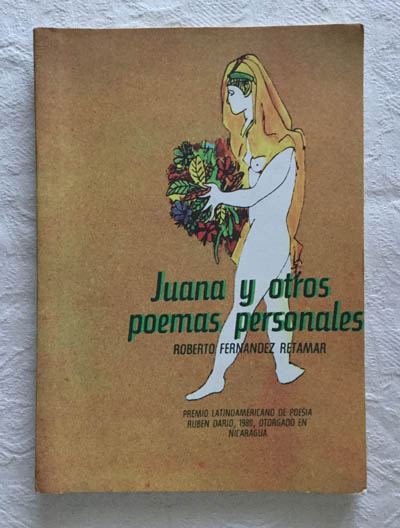 Juana y otros
poemas personales
ROBERTO FERNANDEZ RETAMAR
PREMIO LATINOAMERICANO DE POESIA
RUBEN DARIO, 1980, OTORGADO EN
NICARAGUA.